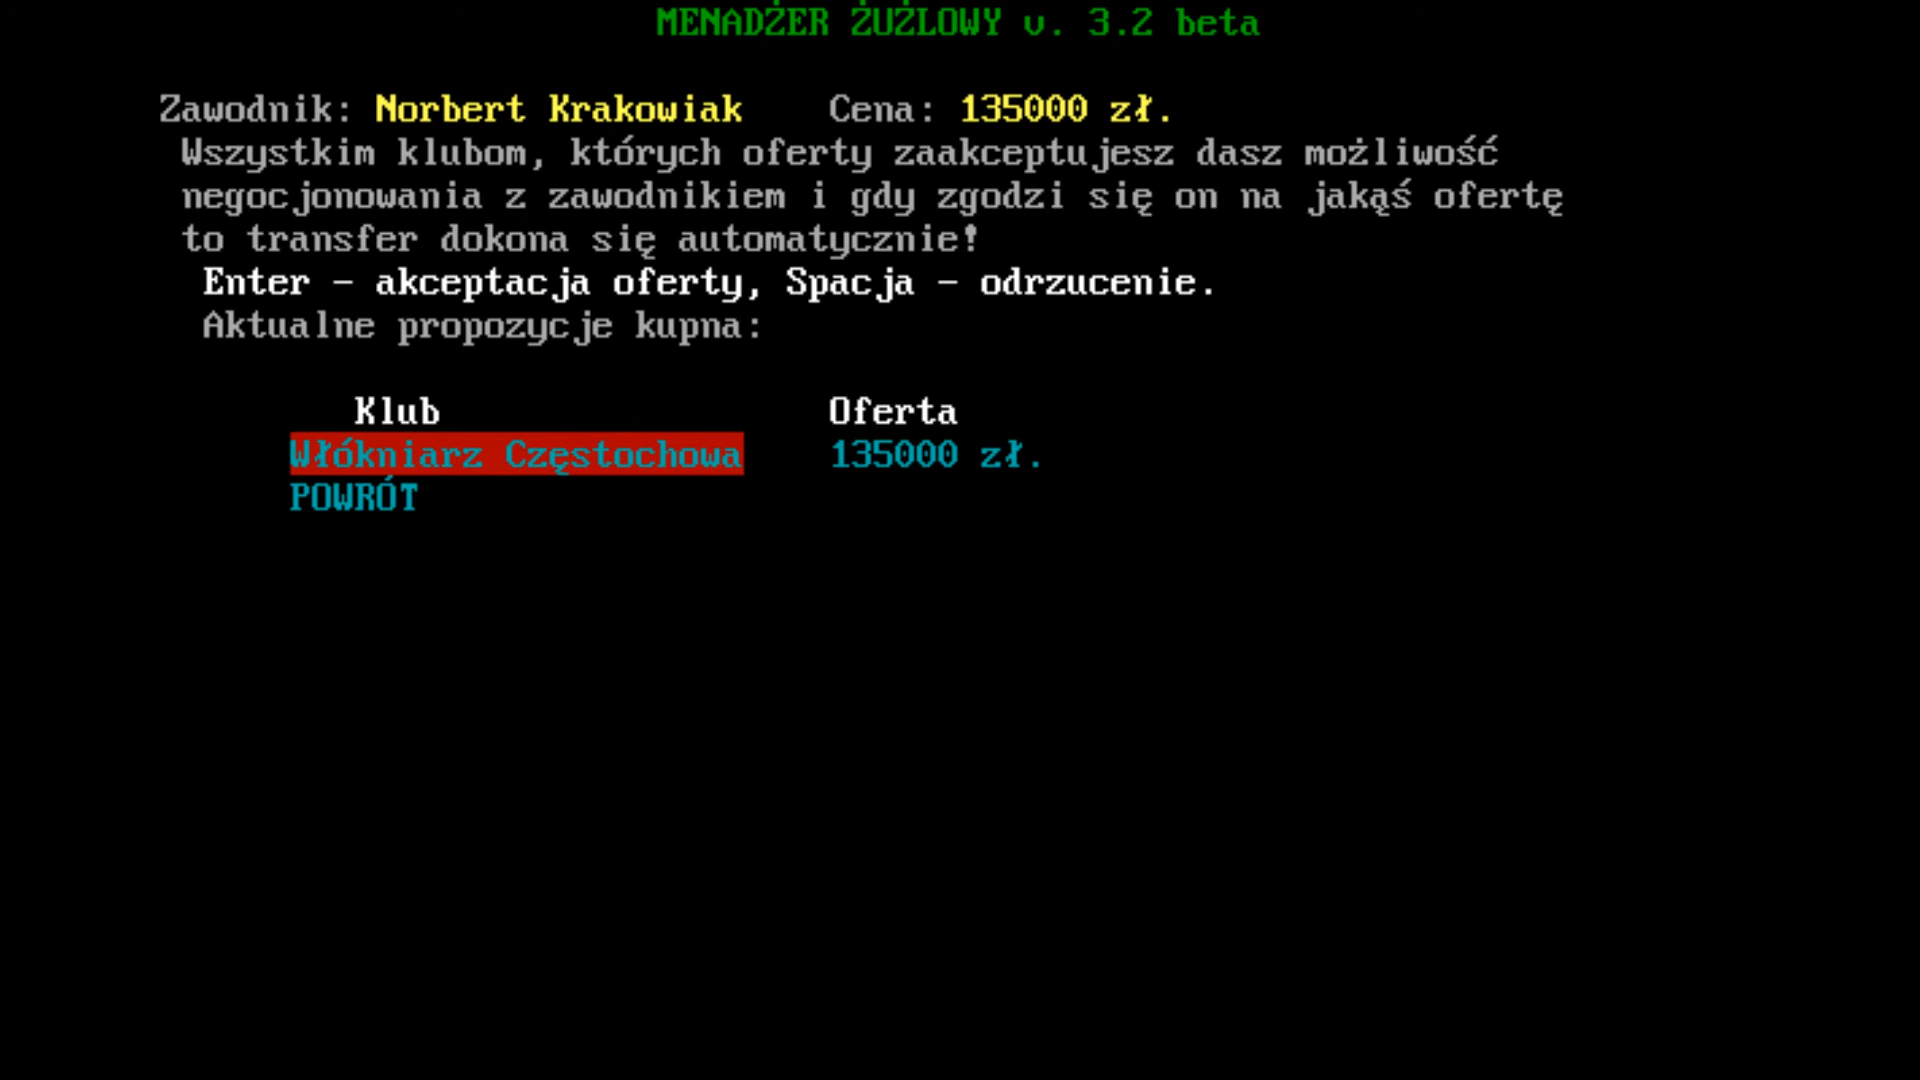 MENADŻER ŻUŻLOWY v. 3.2 beta
Zawodnik: Norbert Krakowiak Cena: 135000 zł.
Wszystkim klubom, których oferty zaakceptujesz dasz możliwość
negocjonowania z zawodnikiem i gdy zgodzi się on na jakąś ofertę
to transfer dokona się automatycznie!
Enter - akceptacja oferty, Spacja - odrzucenie.
Aktualne propozycje kupna:
Klub Oferta
Włókniarz Częstochowa 135000 zł.
POWRÓT